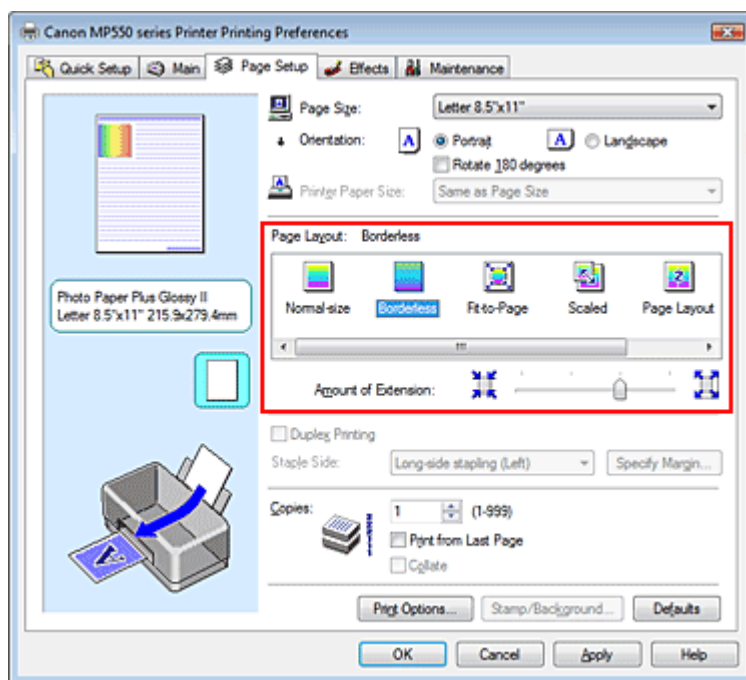 Canon MP550 series Printer Printing Preferences
Quick Setup Main Page Setup Effects Maintenance
Page Size: Letter 8.5"x11"
Orientation: A Portrait A Landscape
Rotate 180 degrees
Printer Paper Size: Same as Page Size
Page Layout: Borderless
Photo Paper Plus Glossy II
Letter 8.5"x11" 215.9x279.4mm
Normal-size Borderless Fit-to-Page Scaled Page Layout
Amount of Extension:
Duplex Printing
Staple Side: Long-side stapling (Left) Specify Margin...
Copies: 1 (1-999)
Print from Last Page
Collate
Print Options... Stamp/Background... Defaults
OK Cancel Apply Help